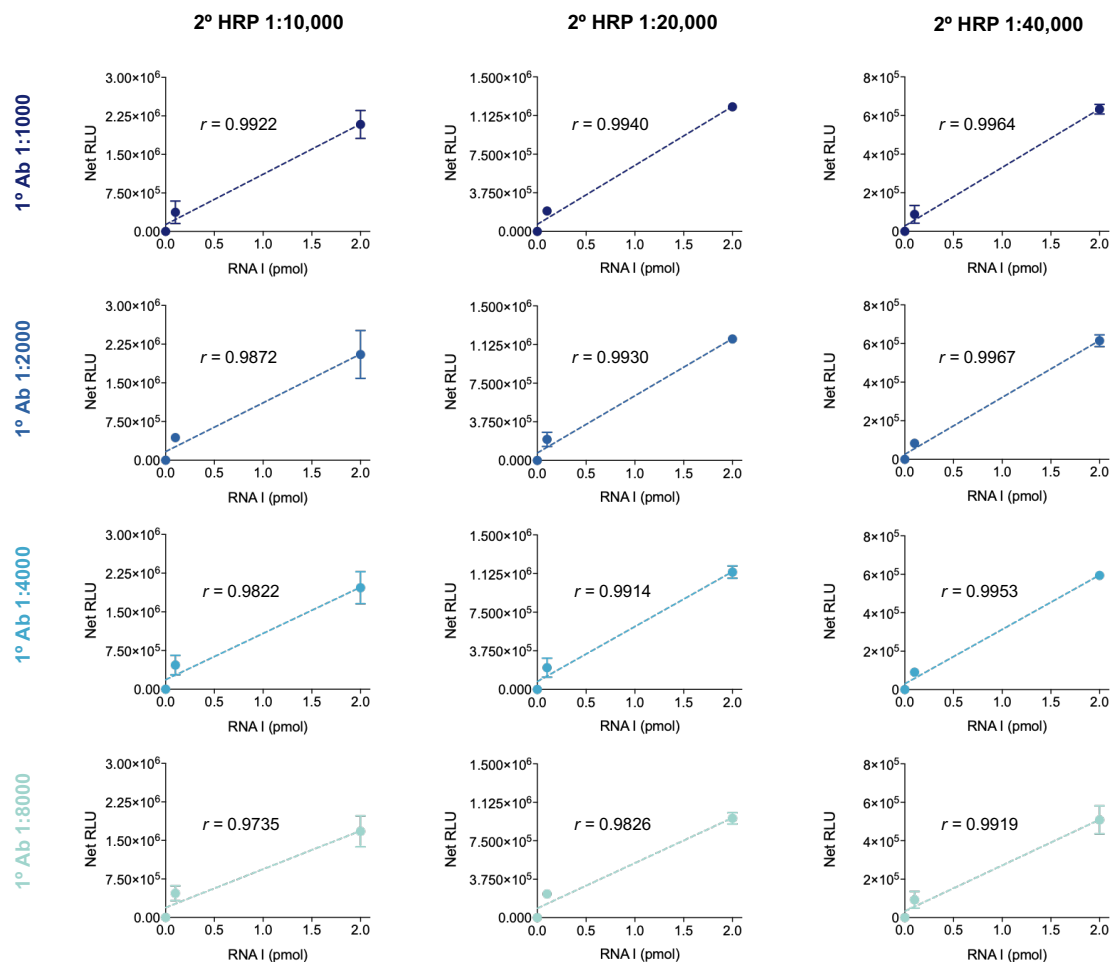 2º HRP 1:10,000
2º HRP 1:20,000
2º HRP 1:40,000
1º Ab 1:1000
Net RLU
3.00×10⁶
2.25×10⁶
1.50×10⁶
7.50×10⁵
0.00
r = 0.9922
0.0 0.5 1.0 1.5 2.0
RNA I (pmol)
Net RLU
1.500×10⁶
1.125×10⁶
7.500×10⁵
3.750×10⁵
0.000
r = 0.9940
0.0 0.5 1.0 1.5 2.0
RNA I (pmol)
Net RLU
8×10⁵
6×10⁵
4×10⁵
2×10⁵
0
r = 0.9964
0.0 0.5 1.0 1.5 2.0
RNA I (pmol)
1º Ab 1:2000
Net RLU
3.00×10⁶
2.25×10⁶
1.50×10⁶
7.50×10⁵
0.00
r = 0.9872
0.0 0.5 1.0 1.5 2.0
RNA I (pmol)
Net RLU
1.500×10⁶
1.125×10⁶
7.500×10⁵
3.750×10⁵
0.000
r = 0.9930
0.0 0.5 1.0 1.5 2.0
RNA I (pmol)
Net RLU
8×10⁵
6×10⁵
4×10⁵
2×10⁵
0
r = 0.9967
0.0 0.5 1.0 1.5 2.0
RNA I (pmol)
1º Ab 1:4000
Net RLU
3.00×10⁶
2.25×10⁶
1.50×10⁶
7.50×10⁵
0.00
r = 0.9822
0.0 0.5 1.0 1.5 2.0
RNA I (pmol)
Net RLU
1.500×10⁶
1.125×10⁶
7.500×10⁵
3.750×10⁵
0.000
r = 0.9914
0.0 0.5 1.0 1.5 2.0
RNA I (pmol)
Net RLU
8×10⁵
6×10⁵
4×10⁵
2×10⁵
0
r = 0.9953
0.0 0.5 1.0 1.5 2.0
RNA I (pmol)
1º Ab 1:8000
Net RLU
3.00×10⁶
2.25×10⁶
1.50×10⁶
7.50×10⁵
0.00
r = 0.9735
0.0 0.5 1.0 1.5 2.0
RNA I (pmol)
Net RLU
1.500×10⁶
1.125×10⁶
7.500×10⁵
3.750×10⁵
0.000
r = 0.9826
0.0 0.5 1.0 1.5 2.0
RNA I (pmol)
Net RLU
8×10⁵
6×10⁵
4×10⁵
2×10⁵
0
r = 0.9919
0.0 0.5 1.0 1.5 2.0
RNA I (pmol)